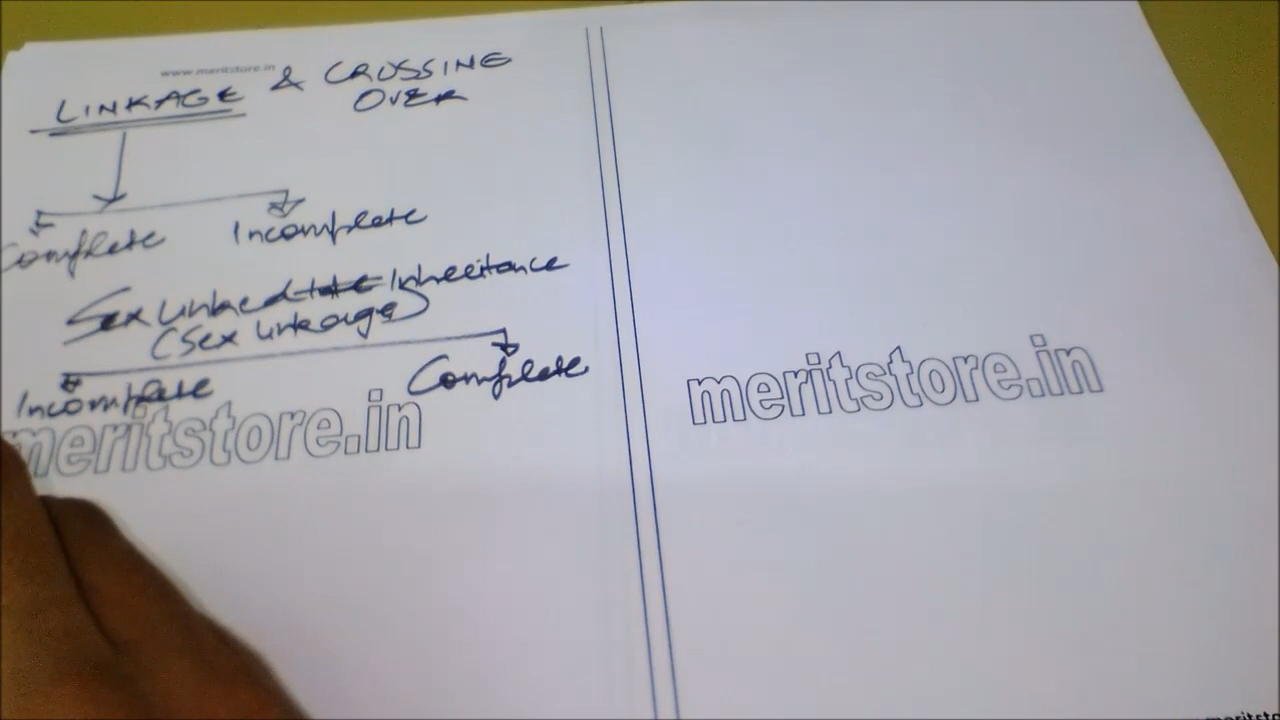 www.meritstore.in
LINKAGE & CROSSING
OVER
Complete Incomplete
Sex Linked Inheritance
(Sex Linkage)
Incomplete Complete
meritstore.in
meritstore.in